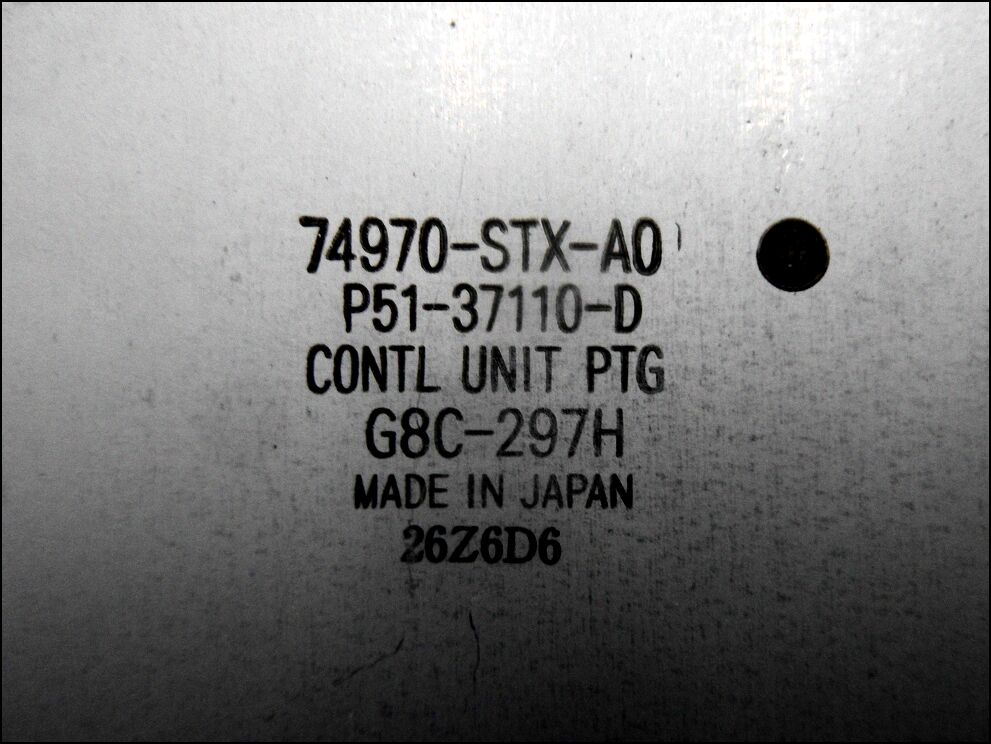 74970-STX-A0
P51-37110-D
CONTL UNIT PTG
G8C-297H
MADE IN JAPAN
26Z6D6